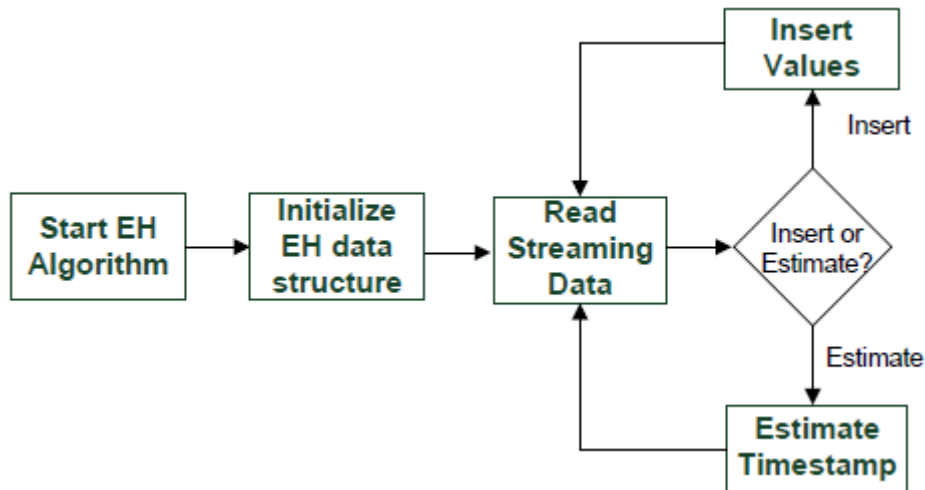 Insert
Values
Insert
Start EH
Algorithm
Initialize
EH data
structure
Read
Streaming
Data
Insert or
Estimate?
Estimate
Estimate
Timestamp